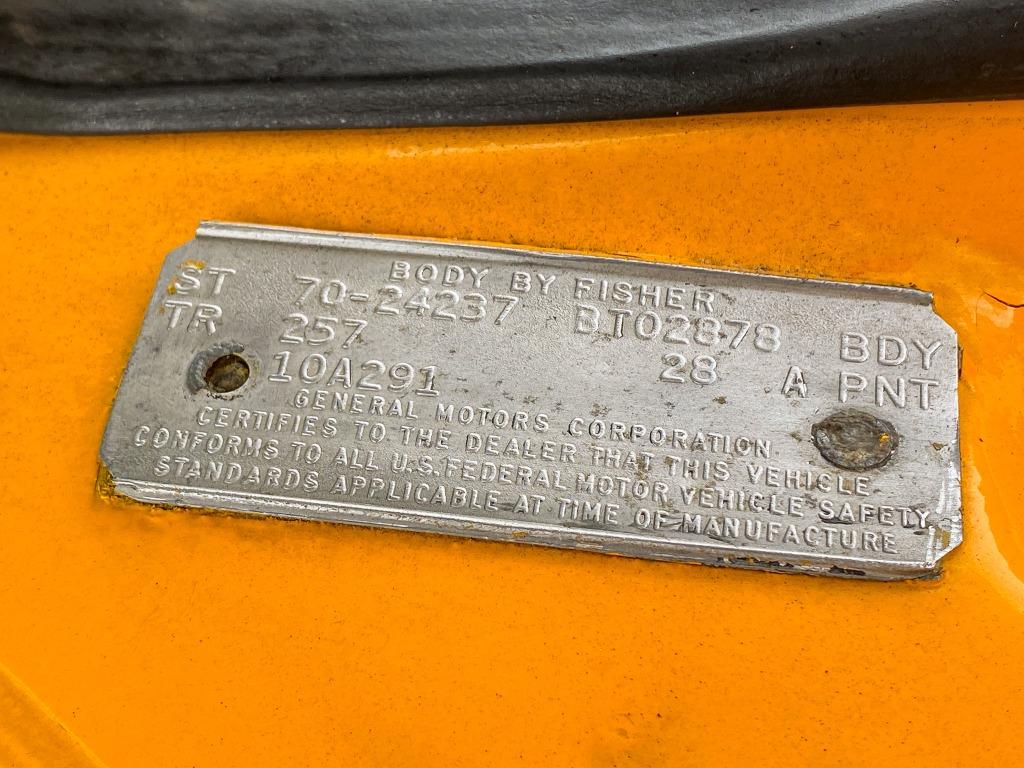 BODY BY FISHER
ST 70-24237 BT02878 BDY
TR 257 28 A PNT
10A291
GENERAL MOTORS CORPORATION
CERTIFIES TO THE DEALER THAT THIS VEHICLE
CONFORMS TO ALL U.S. FEDERAL MOTOR VEHICLE SAFETY
STANDARDS APPLICABLE AT TIME OF MANUFACTURE